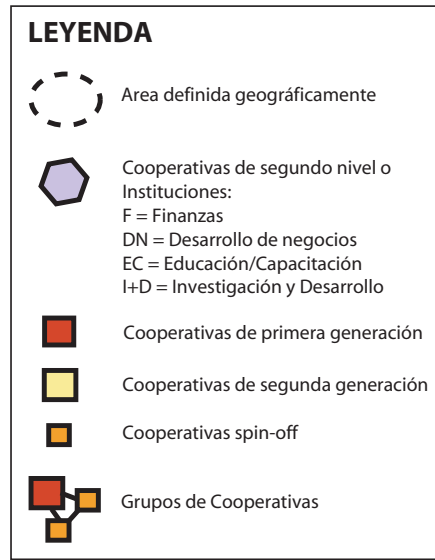 LEYENDA
Area definida geográficamente
Cooperativas de segundo nivel o
Instituciones:
F = Finanzas
DN = Desarrollo de negocios
EC = Educación/Capacitación
I+D = Investigación y Desarrollo
Cooperativas de primera generación
Cooperativas de segunda generación
Cooperativas spin-off
Grupos de Cooperativas